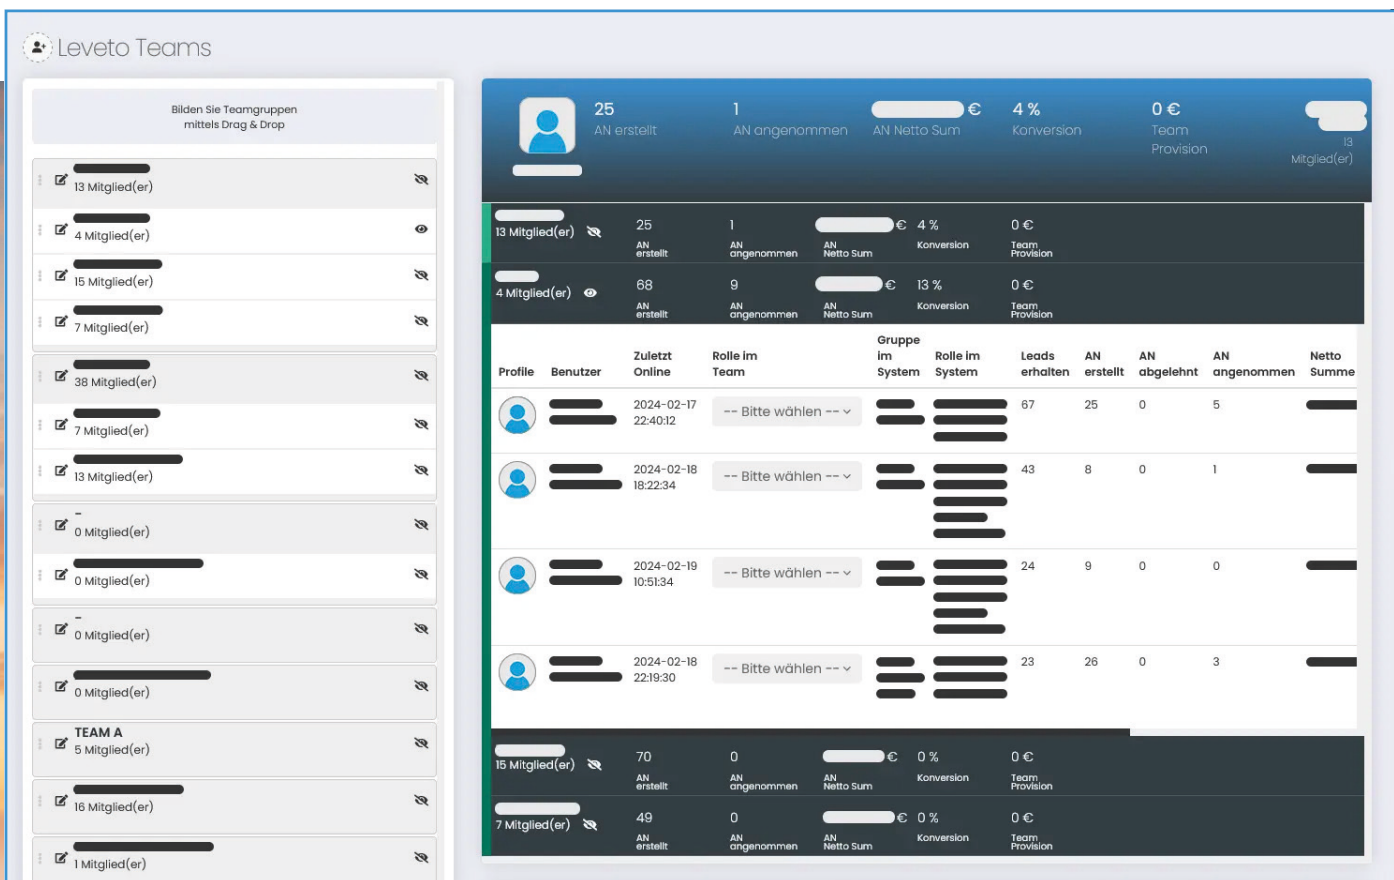 Leveto Teams
Bilden Sie Teamgruppen
mittels Drag & Drop
13 Mitglied(er)
4 Mitglied(er)
15 Mitglied(er)
7 Mitglied(er)
38 Mitglied(er)
7 Mitglied(er)
13 Mitglied(er)
-
0 Mitglied(er)
0 Mitglied(er)
-
0 Mitglied(er)
0 Mitglied(er)
TEAM A
5 Mitglied(er)
16 Mitglied(er)
1 Mitglied(er)
25 1 € 4 % 0 €
AN erstellt AN angenommen AN Netto Sum Konversion Team
Provision
13
Mitglied(er)
13 Mitglied(er) 25 1 € 4 % 0 €
AN AN AN Konversion Team
erstellt angenommen Netto Sum Provision
4 Mitglied(er) 68 9 € 13 % 0 €
AN AN AN Konversion Team
erstellt angenommen Netto Sum Provision
Gruppe
Zuletzt Rolle im im Rolle im Leads AN AN AN Netto
Profile Benutzer Online Team System System erhalten erstellt abgelehnt angenommen Summe
2024-02-17 -- Bitte wählen -- 67 25 0 5
22:40:12
2024-02-18 -- Bitte wählen -- 43 8 0 1
18:22:34
2024-02-19 -- Bitte wählen -- 24 9 0 0
10:51:34
2024-02-18 -- Bitte wählen -- 23 26 0 3
22:19:30
15 Mitglied(er) 70 0 € 0 % 0 €
AN AN AN Konversion Team
erstellt angenommen Netto Sum Provision
7 Mitglied(er) 49 0 € 0 % 0 €
AN AN AN Konversion Team
erstellt angenommen Netto Sum Provision